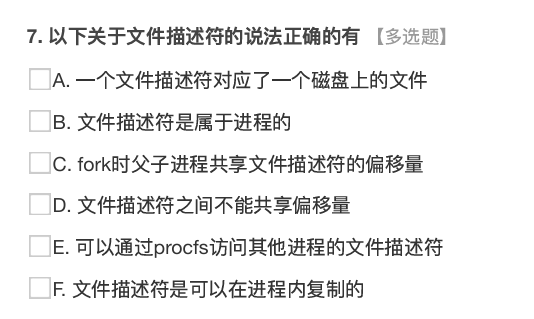 7. 以下关于文件描述符的说法正确的有 【多选题】
A. 一个文件描述符对应了一个磁盘上的文件
B. 文件描述符是属于进程的
C. fork时父子进程共享文件描述符的偏移量
D. 文件描述符之间不能共享偏移量
E. 可以通过procfs访问其他进程的文件描述符
F. 文件描述符是可以在进程内复制的